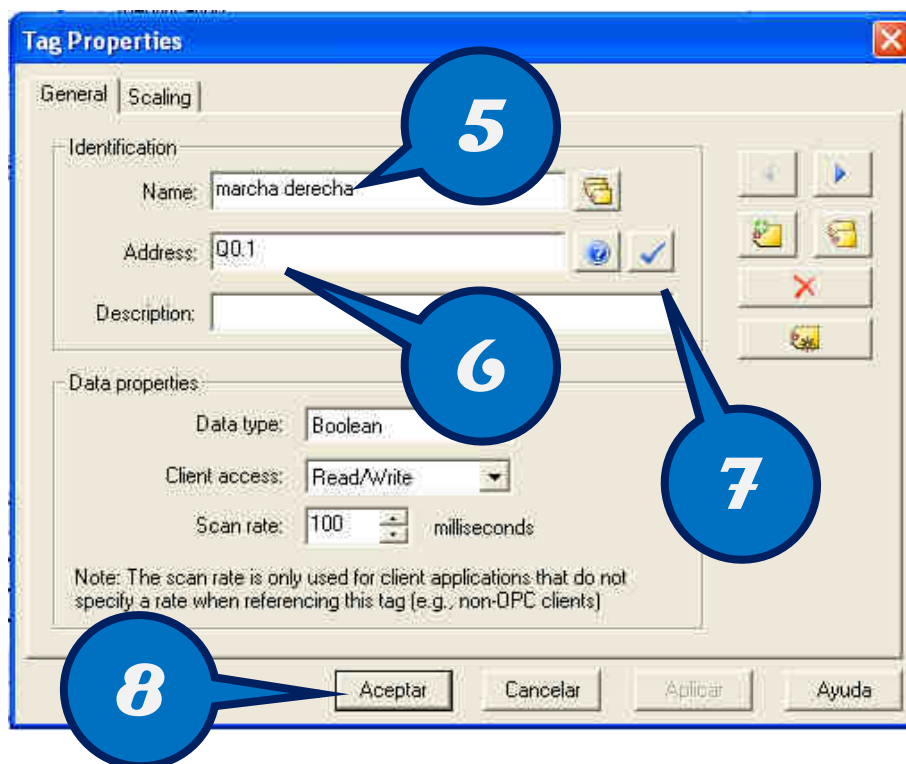 Tag Properties
General Scaling
Identification
5
Name: marcha derecha
Address: Q0.1
Description:
6
Data properties
Data type: Boolean
7
Client access: Read/Write
Scan rate: 100 milliseconds
Note: The scan rate is only used for client applications that do not
specify a rate when referencing this tag (e.g., non-OPC clients)
8
Aceptar Cancelar Aplicar Ayuda